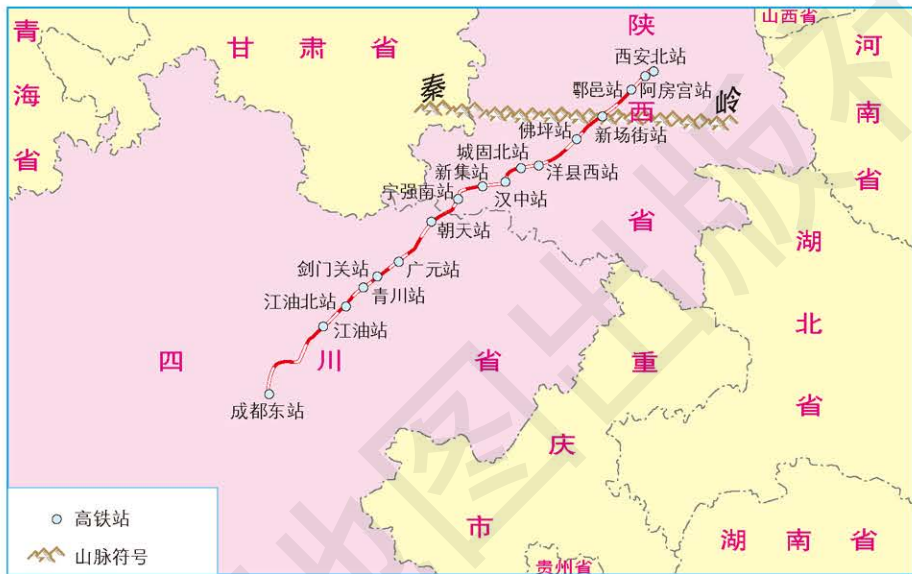 青海省
甘肃省
陕西省
山西省
河南省
西安北站
鄠邑站
阿房宫站
秦岭
佛坪站
新场街站
城固北站
洋县西站
新集站
宁强南站
汉中站
朝天站
湖北省
剑门关站
广元站
江油北站
青川站
江油站
四川省
重庆市
成都东站
高铁站
山脉符号
湖南省
贵州省
地图出版社